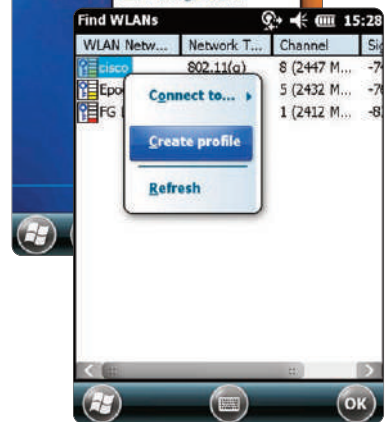 Find WLANs 15:28
WLAN Netw... Network T... Channel
cisco 802.11(g) 8 (2447 M...
5 (2432 M...
FG 1 (2412 M...
Connect to...
Create profile
Refresh
OK